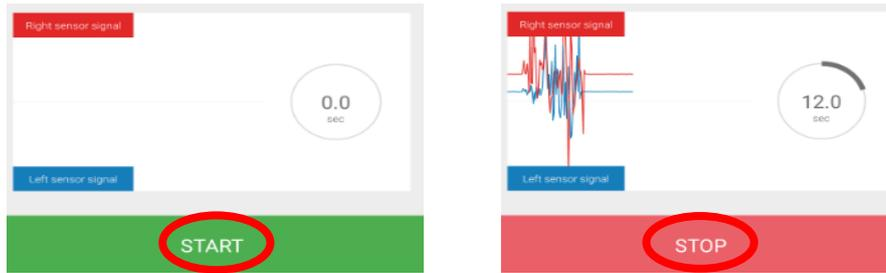 Right sensor signal
0.0
sec
Left sensor signal
START
Right sensor signal
12.0
sec
Left sensor signal
STOP